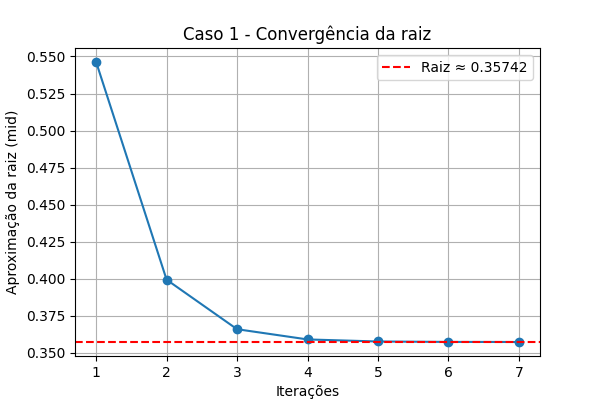 Caso 1 - Convergência da raiz
Raiz ≈ 0.35742
Aproximação da raiz (mid)
0.550
0.525
0.500
0.475
0.450
0.425
0.400
0.375
0.350
1 2 3 4 5 6 7
Iterações